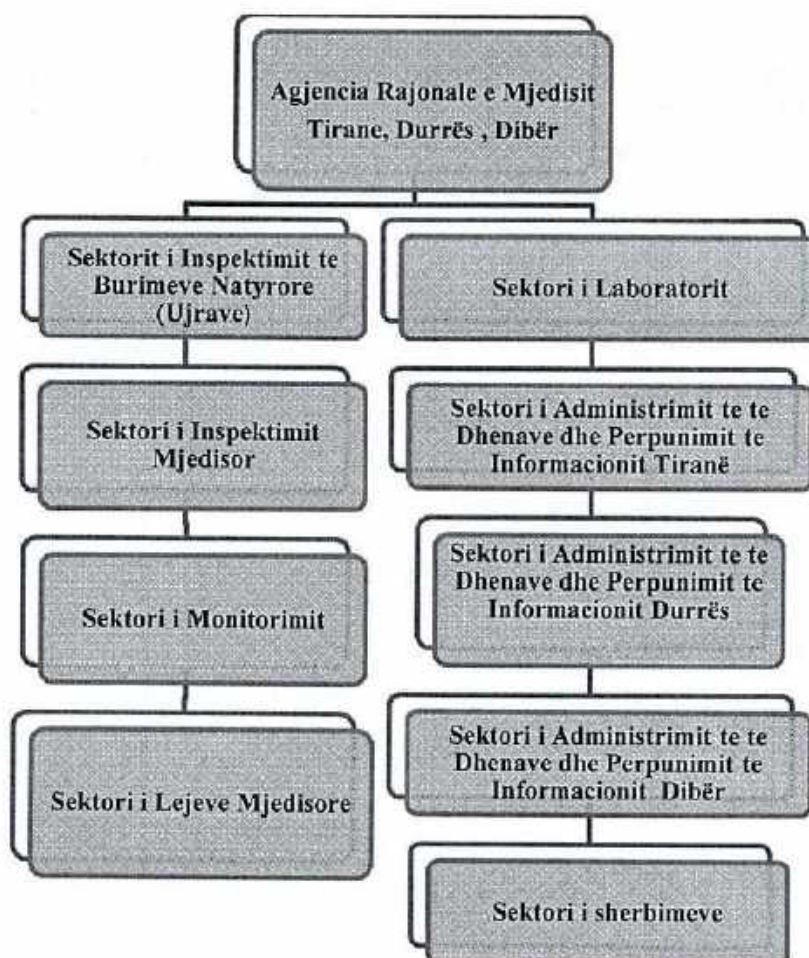 Agjencia Rajonale e Mjedisit
Tirane, Durrës , Dibër
Sektorit i Inspektimit te
Burimeve Natyrore
(Ujrave)
Sektori i Inspektimit
Mjedisor
Sektori i Monitorimit
Sektori i Lejeve Mjedisore
Sektori i Laboratorit
Sektori i Administrimit te te
Dhenave dhe Perpunimit te
Informacionit Tiranë
Sektori i Administrimit te te
Dhenave dhe Perpunimit te
Informacionit Durrës
Sektori i Administrimit te te
Dhenave dhe Perpunimit te
Informacionit Dibër
Sektori i sherbimeve